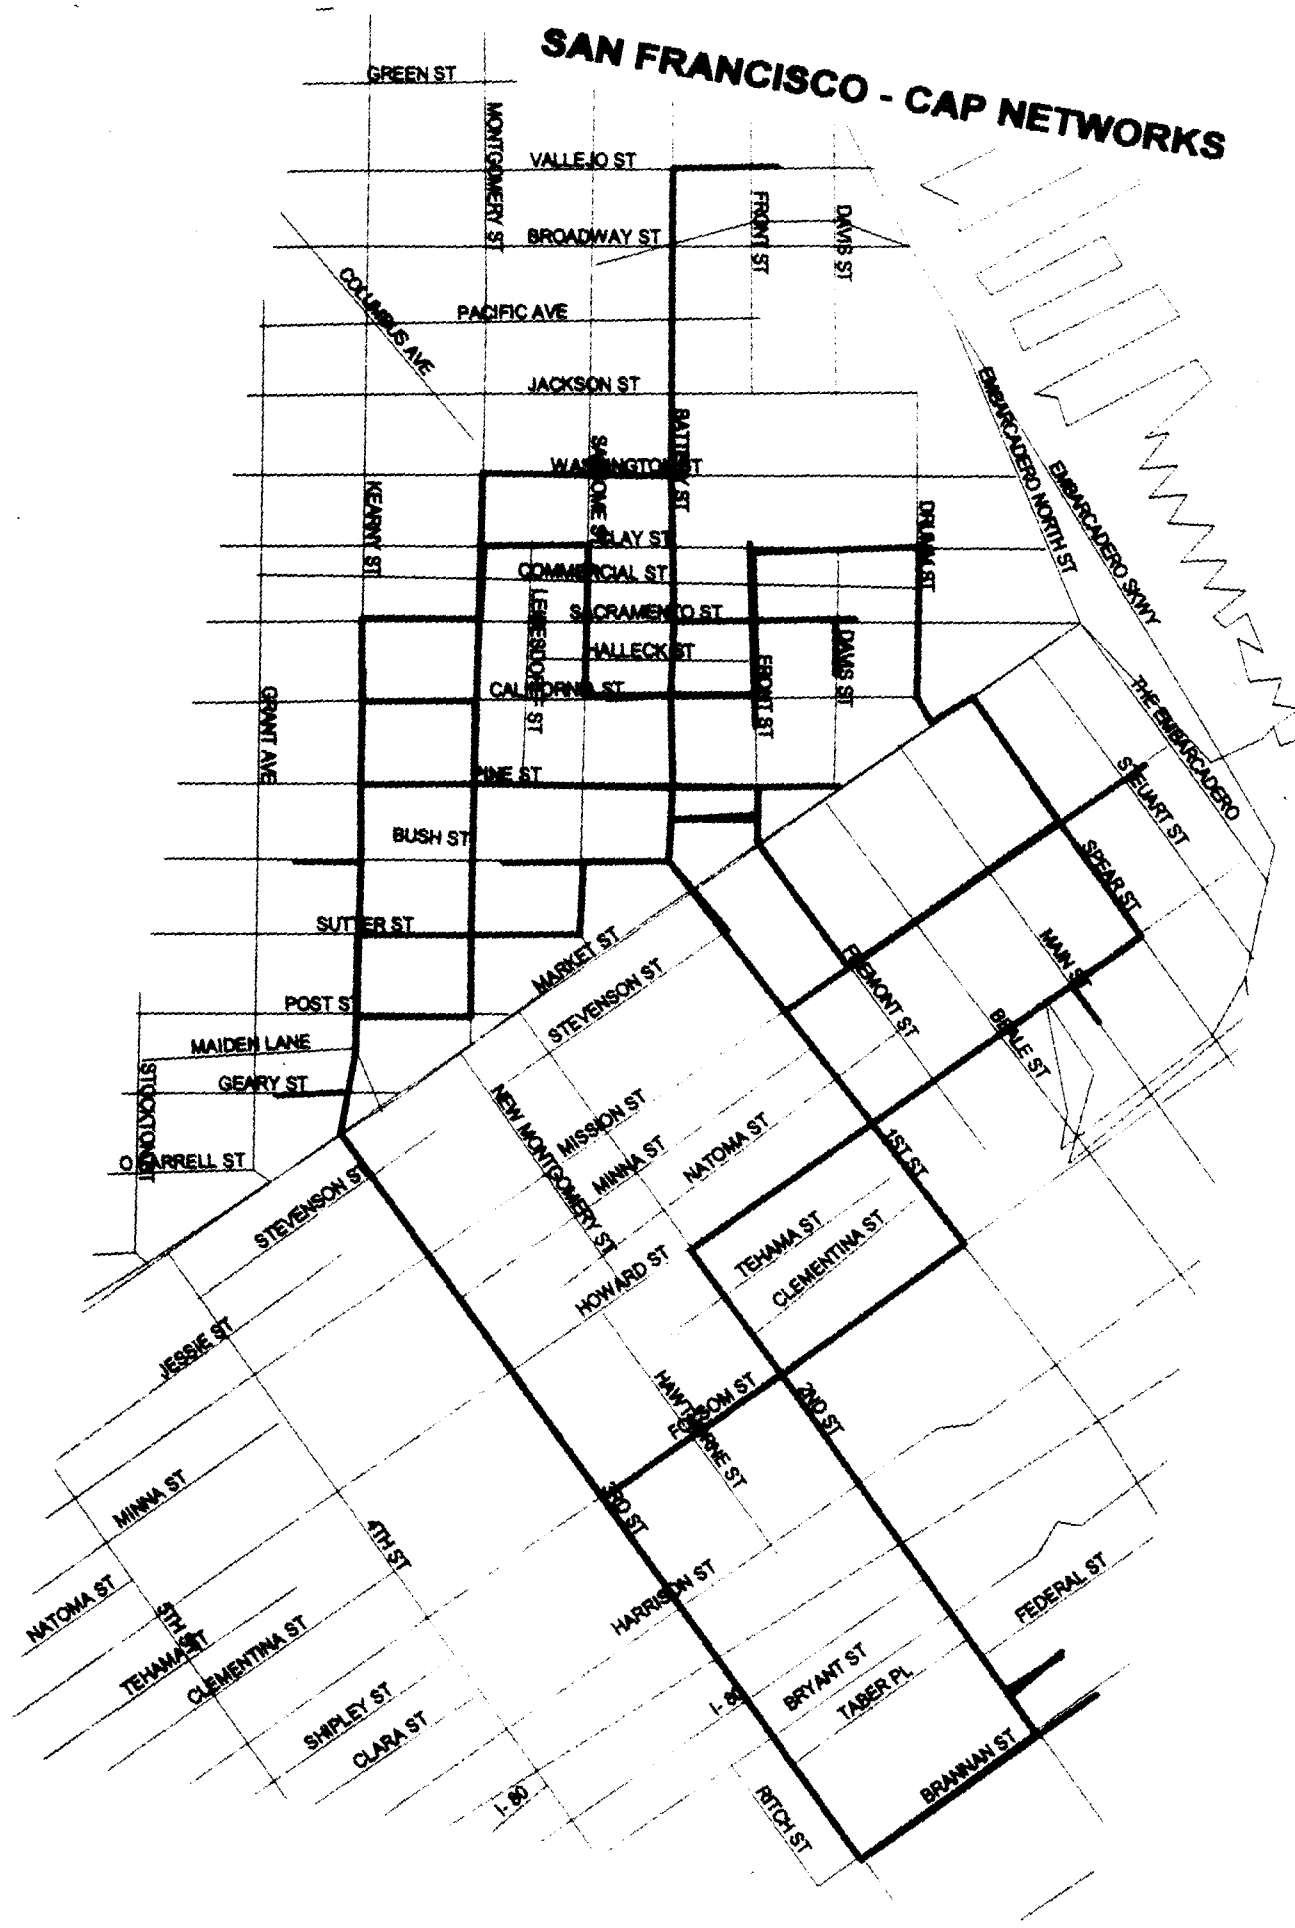 SAN FRANCISCO - CAP NETWORKS
GREEN ST
MONTGOMERY ST
VALLEJO ST
BROADWAY ST
FRONT ST
DAVIS ST
COLUMBUS AVE
PACIFIC AVE
JACKSON ST
EMBARCADERO NORTH ST
EMBARCADERO SKWY
BATTERY ST
SANSOME ST
WASHINGTON ST
KEARNY ST
CLAY ST
DRUMM ST
COMMERCIAL ST
LEIDESDORFF ST
SACRAMENTO ST
HALLECK ST
DAVIS ST
FRONT ST
CALIFORNIA ST
GRANT AVE
THE EMBARCADERO
PINE ST
STEUART ST
BUSH ST
SPEAR ST
SUTTER ST
MARKET ST
MAIN ST
FREMONT ST
STEVENSON ST
POST ST
BEALE ST
MAIDEN LANE
GEARY ST
STOCKTON ST
NEW MONTGOMERY ST
MISSION ST
MINNA ST
NATOMA ST
1ST ST
O FARRELL ST
STEVENSON ST
TEHAMA ST
CLEMENTINA ST
HOWARD ST
JESSIE ST
HAWTHORNE ST
FOLSOM ST
2ND ST
MINNA ST
3RD ST
4TH ST
HARRISON ST
NATOMA ST
5TH ST
FEDERAL ST
TEHAMA ST
CLEMENTINA ST
BRYANT ST
TABER PL
I- 80
SHIPLEY ST
CLARA ST
BRANNAN ST
I- 80
RITCH ST